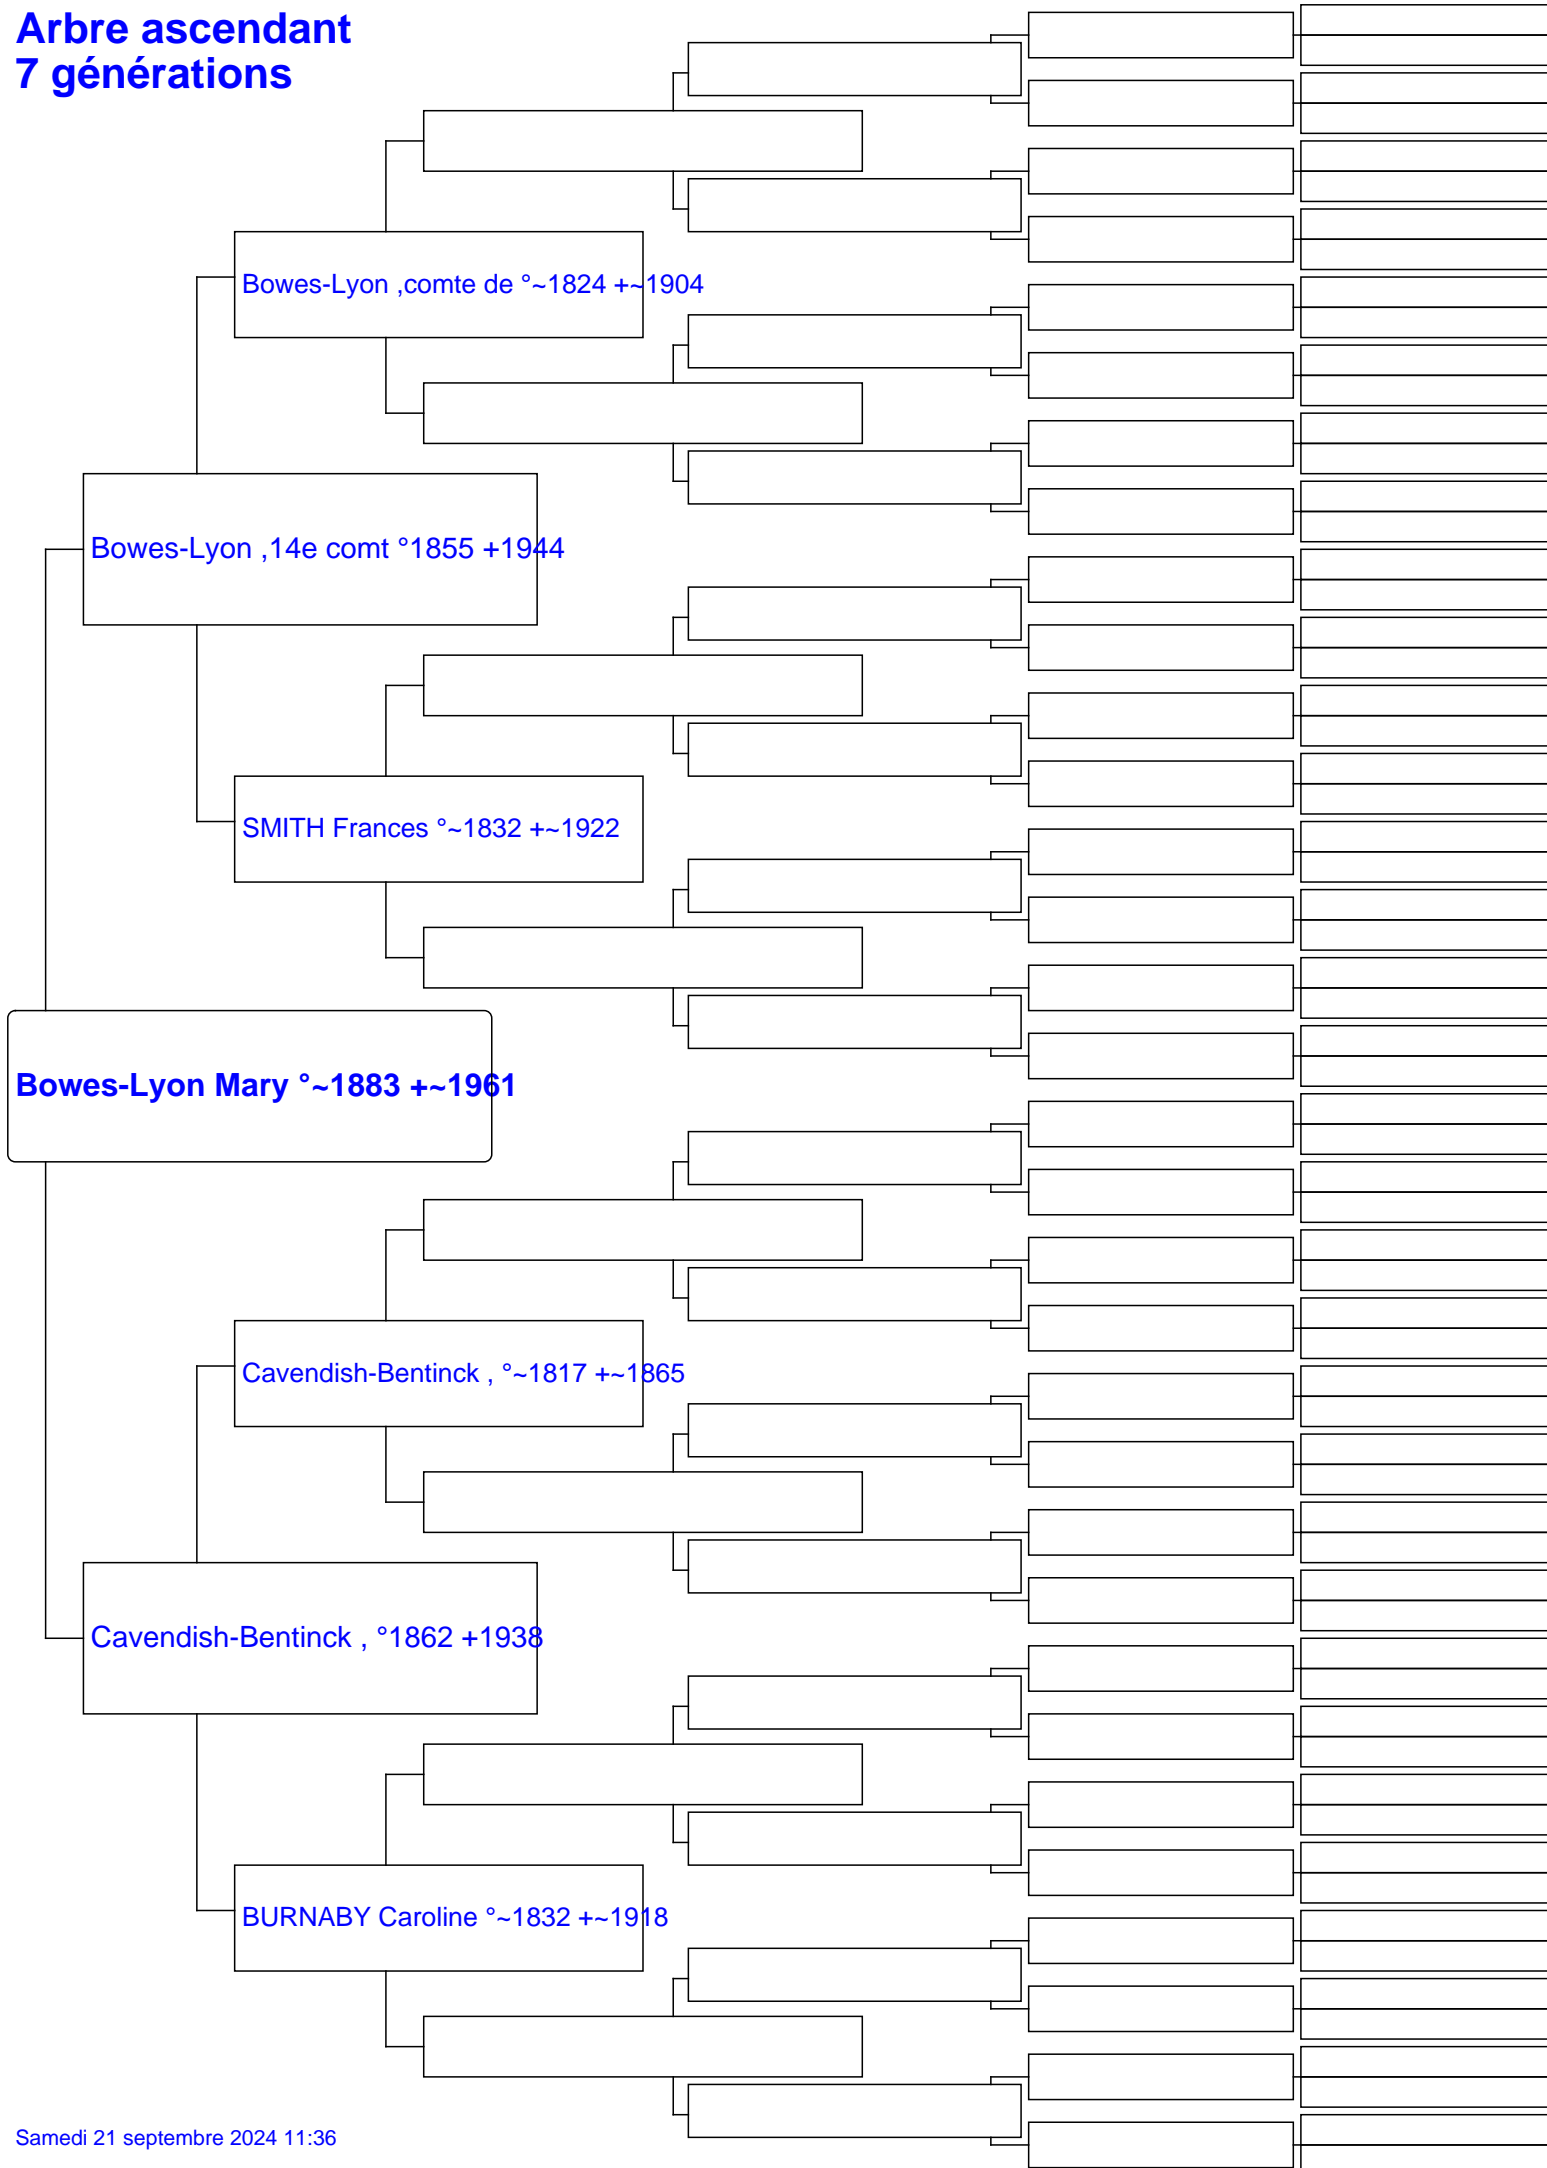 Arbre ascendant
7 générations
Bowes-Lyon ,comte de °~1824 +~1904
Bowes-Lyon ,14e comt °1855 +1944
SMITH Frances °~1832 +~1922
Bowes-Lyon Mary °~1883 +~1961
Cavendish-Bentinck , °~1817 +~1865
Cavendish-Bentinck , °1862 +1938
BURNABY Caroline °~1832 +~1918
Samedi 21 septembre 2024 11:36